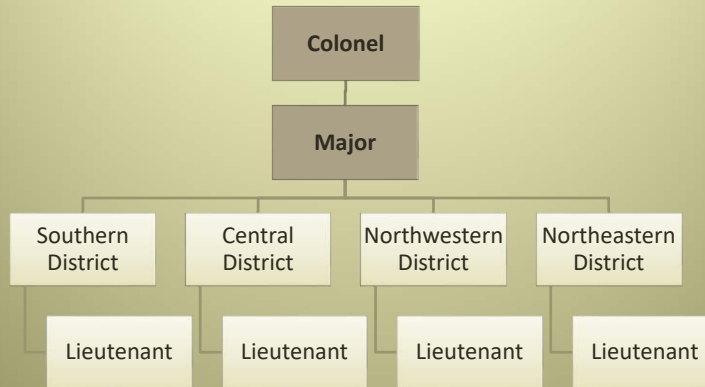 Colonel
Major
Southern
District
Central
District
Northwestern
District
Northeastern
District
Lieutenant
Lieutenant
Lieutenant
Lieutenant